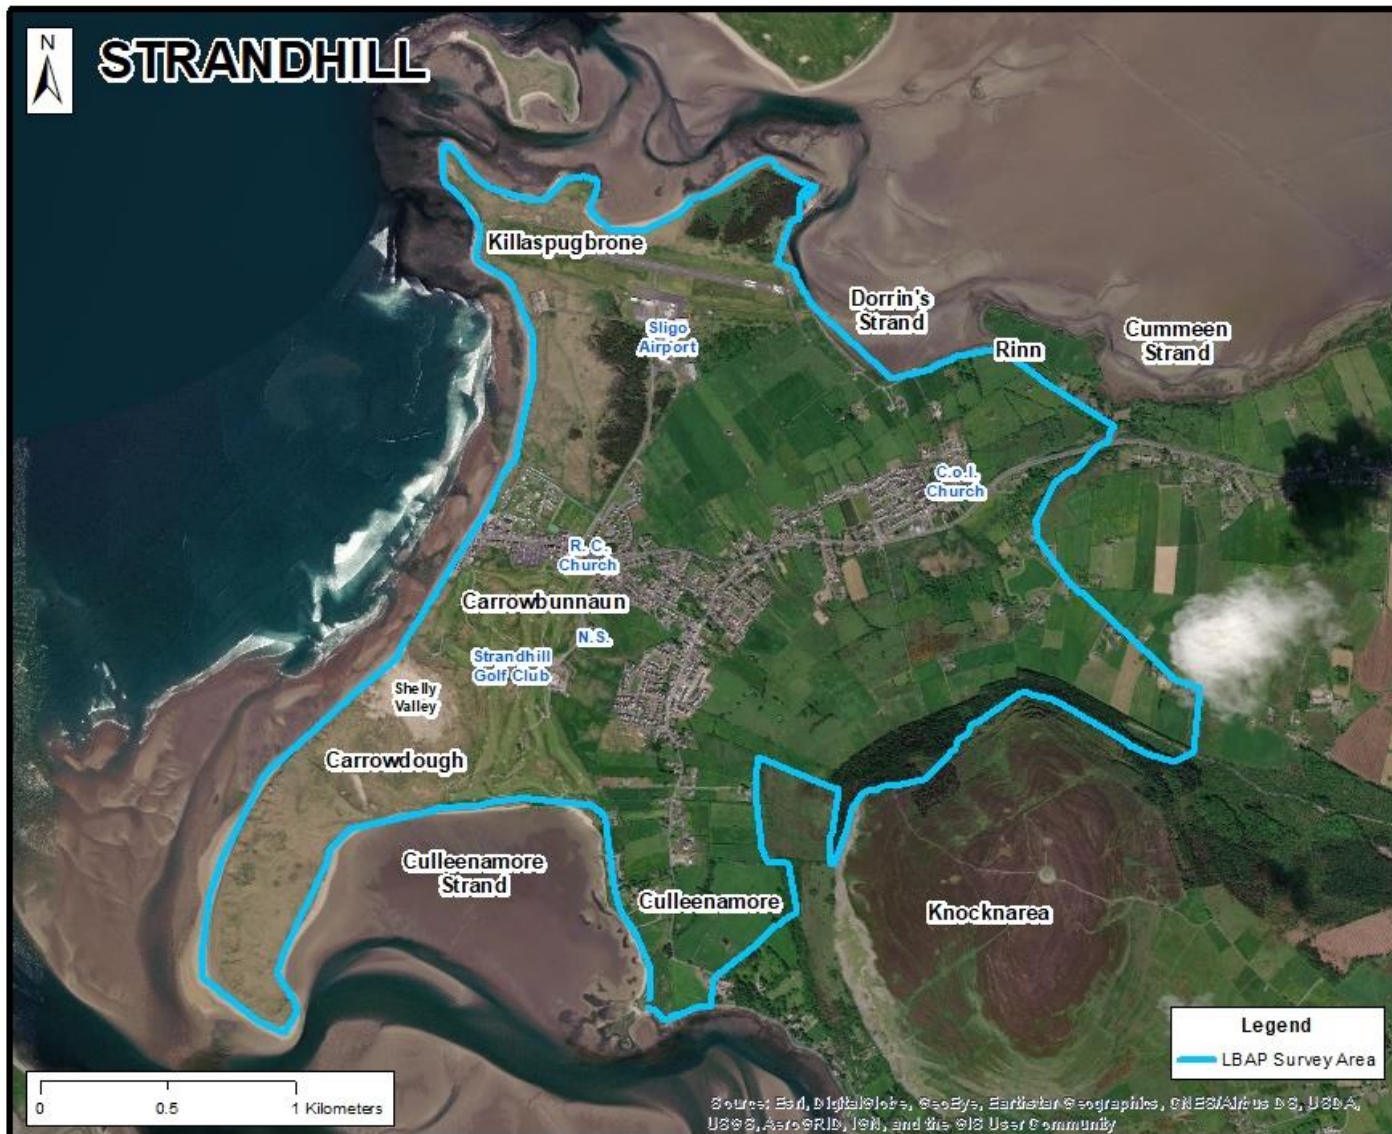 N
STRANDHILL
Killaspugbrone
Dorrin's
Strand
Sligo
Airport
Rinn
Cummeen
Strand
C.o.I.
Church
R. C.
Church
Carrowbunnaun
N.S.
Strandhill
Golf Club
Shelly
Valley
Carrowdough
Culleenamore
Strand
Culleenamore
Knocknarea
Legend
LBAP Survey Area
0 0.5 1 Kilometers
Source: Esri, DigitalGlobe, GeoEye, Earthstar Geographics, CNES/Airbus DS, USDA,
USGS, AeroGRID, IGN, and the GIS User Community